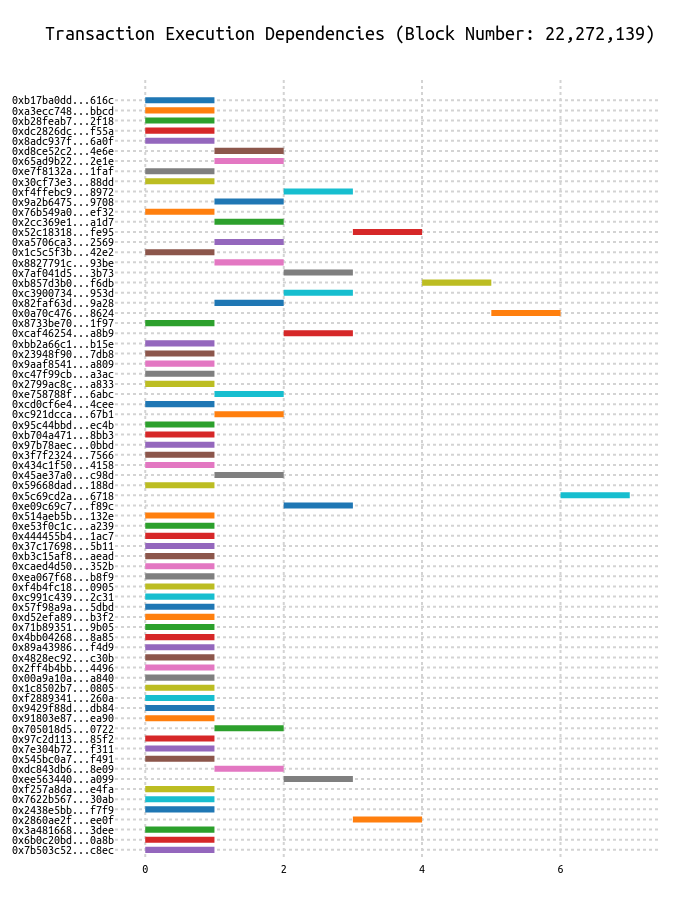 Transaction Execution Dependencies (Block Number: 22,272,139)
0xb17ba0dd...616c
0xa3ecc748...bbcd
0xb28feab7...2f18
0xdc2826dc...f55a
0x8adc937f...6a0f
0xd8ce52c2...4e6e
0x65ad9b22...2e1e
0xe7f8132a...1faf
0x30cf73e3...88dd
0xf4ffebc9...8972
0x9a2b6475...9708
0x76b549a0...ef32
0x2cc369e1...a1d7
0x52c18318...fe95
0xa5706ca3...2569
0x1c5c5f3b...42e2
0x8827791c...93be
0x7af041d5...3b73
0xb857d3b0...f6db
0xc3900734...953d
0x82faf63d...9a28
0x0a70c476...8624
0x8733be70...1f97
0xcaf46254...a8b9
0xbb2a66c1...b15e
0x23948f90...7db8
0x9aaf8541...a809
0xc47f99cb...a3ac
0x2799ac8c...a833
0xe758788f...6abc
0xcd0cf6e4...4cee
0xc921dcca...67b1
0x95c44bbd...ec4b
0xb704a471...8bb3
0x97b78aec...0bbd
0x3f7f2324...7566
0x434c1f50...4158
0x45ae37a0...c98d
0x59668dad...188d
0x5c69cd2a...6718
0xe09c69c7...f89c
0x514aeb5b...132e
0xe53f0c1c...a239
0x444455b4...1ac7
0x37c17698...5b11
0xb3c15af8...aead
0xcaed4d50...352b
0xea067f68...b8f9
0xf4b4fc18...0905
0xc991c439...2c31
0x57f98a9a...5dbd
0xd52efa89...b3f2
0x71b89351...9b05
0x4bb04268...8a85
0x89a43986...f4d9
0x4828ec92...c30b
0x2ff4b4bb...4496
0x00a9a10a...a840
0x1c8502b7...0805
0xf2889341...260a
0x9429f88d...db84
0x91803e87...ea90
0x705018d5...0722
0x97c2d113...85f2
0x7e304b72...f311
0x545bc0a7...f491
0xdc843db6...8e09
0xee563440...a099
0xf257a8da...e4fa
0x7622b567...30ab
0x2438e5bb...f7f9
0x2860ae2f...ee0f
0x3a481668...3dee
0x6b0c20bd...0a8b
0x7b503c52...c8ec
0 2 4 6